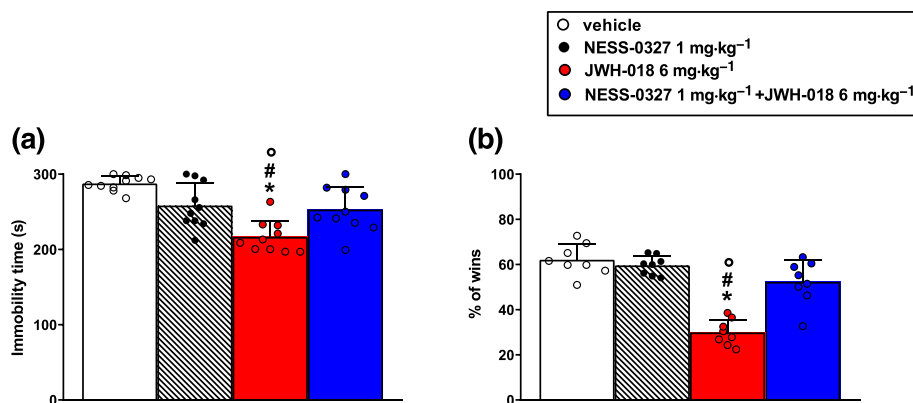 vehicle
NESS-0327 1 mg·kg⁻¹
JWH-018 6 mg·kg⁻¹
NESS-0327 1 mg·kg⁻¹ +JWH-018 6 mg·kg⁻¹
(a)
Immobility time (s)
300
200
100
0
°
#
*
(b)
% of wins
100
80
60
40
20
0
°
#
*